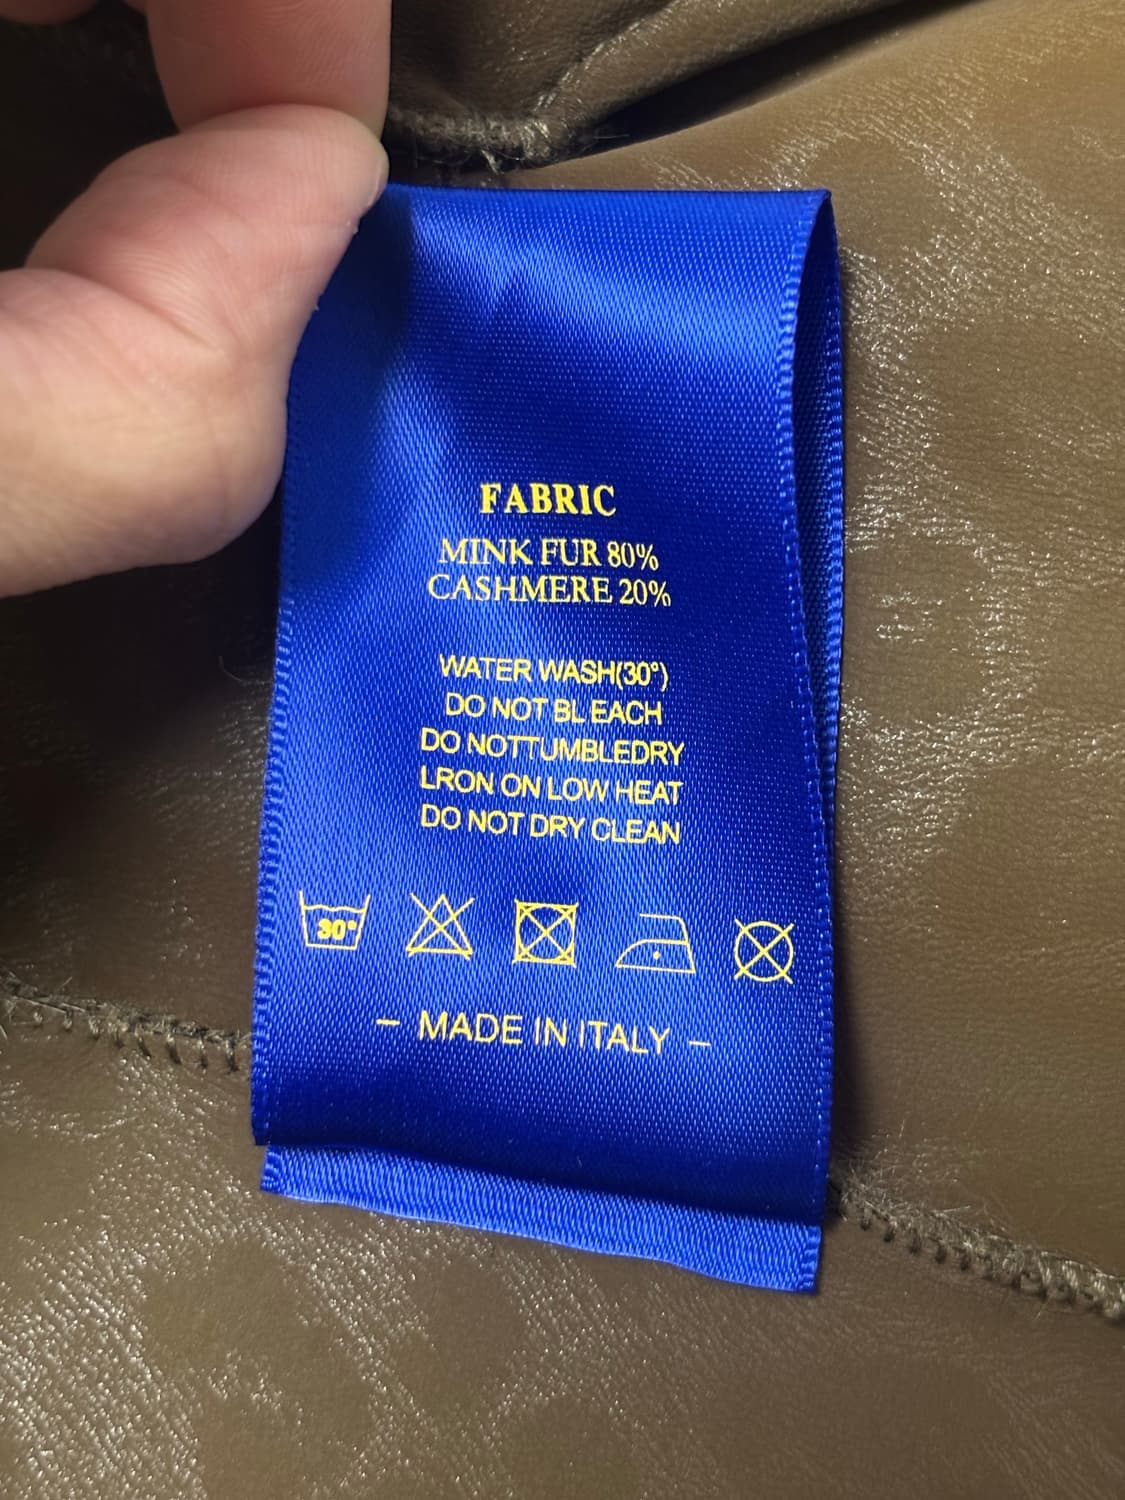 FABRIC
MINK FUR 80%
CASHMERE 20%
WATER WASH(30°)
DO NOT BL EACH
DO NOTTUMBLEDRY
LRON ON LOW HEAT
DO NOT DRY CLEAN
30°
– MADE IN ITALY –